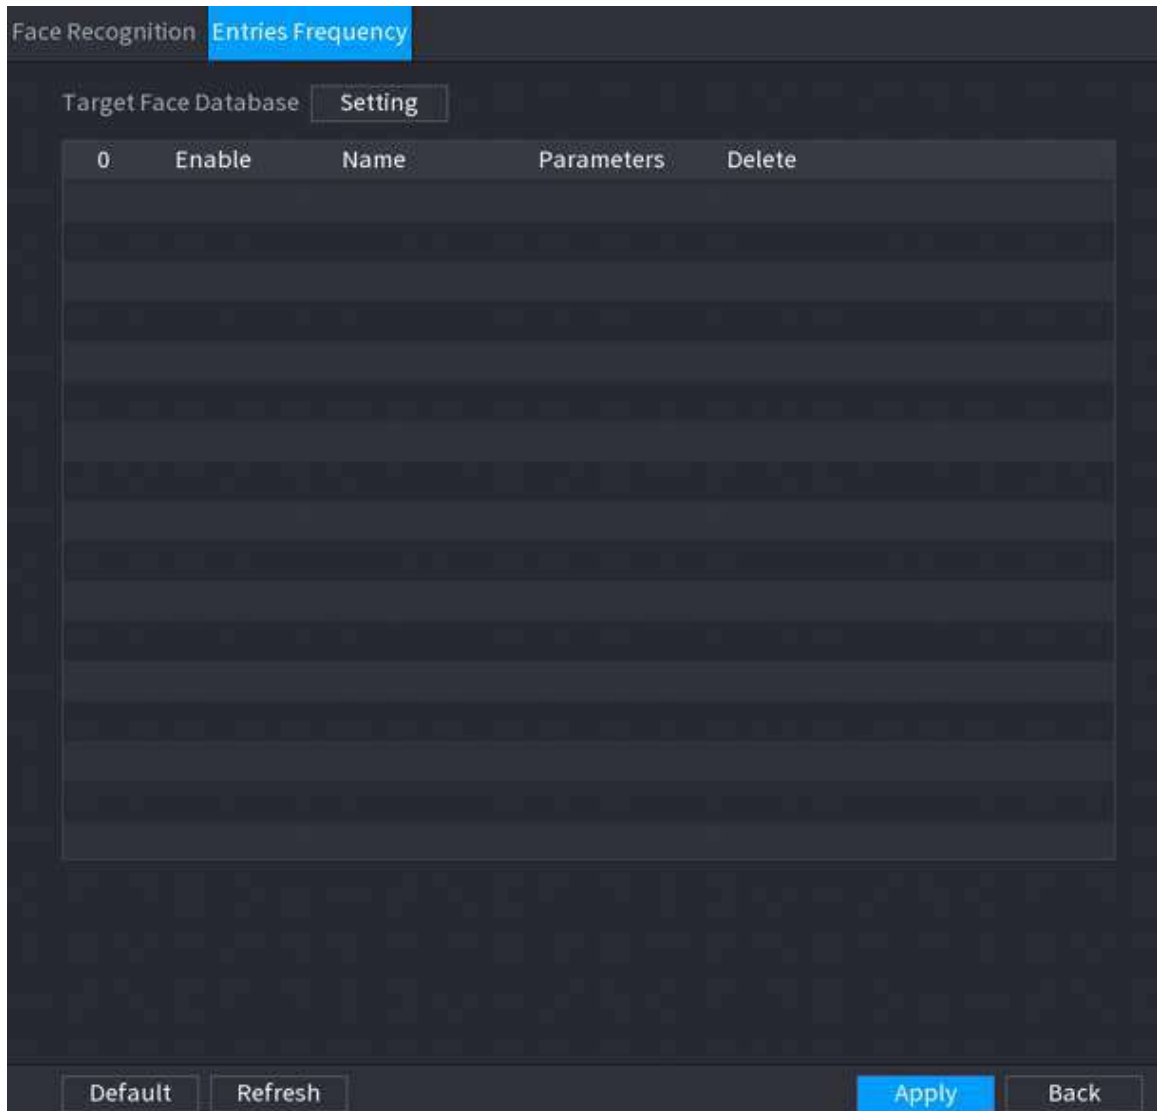 Face Recognition Entries Frequency
Target Face Database Setting
0 Enable Name Parameters Delete
Default Refresh Apply Back